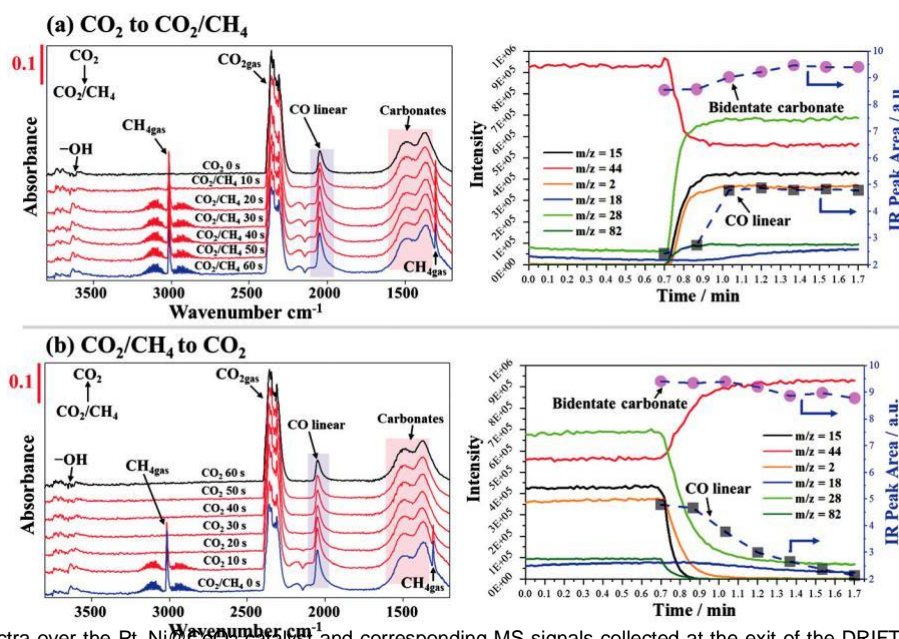 (a) CO2 to CO2/CH4
0.1
CO2
CO2/CH4
CO2gas
CO linear
Carbonates
CH4gas
−OH
CO2 0 s
CO2/CH4 10 s
CO2/CH4 20 s
CO2/CH4 30 s
CO2/CH4 40 s
CO2/CH4 50 s
CO2/CH4 60 s
CH4gas
Absorbance
3500 2500 2000 1500
Wavenumber cm-1
1E+06
9E+05
8E+05
7E+05
6E+05
5E+05
4E+05
3E+05
2E+05
1E+05
0E+00
Intensity
Bidentate carbonate
m/z = 15
m/z = 44
m/z = 2
m/z = 18
m/z = 28
m/z = 82
CO linear
10
9
8
7
6
5
4
3
2
IR Peak Area / a.u.
0.0 0.1 0.2 0.3 0.4 0.5 0.6 0.7 0.8 0.9 1.0 1.1 1.2 1.3 1.4 1.5 1.6 1.7
Time / min
(b) CO2/CH4 to CO2
0.1
CO2
CO2/CH4
CO2gas
CO linear
Carbonates
−OH
CH4gas
CO2 60 s
CO2 50 s
CO2 40 s
CO2 30 s
CO2 20 s
CO2 10 s
CO2/CH4 0 s
CH4gas
Absorbance
3500 3000 2500 2000 1500
Wavenumber cm-1
1E+06
9E+05
8E+05
7E+05
6E+05
5E+05
4E+05
3E+05
2E+05
1E+05
0E+00
Intensity
Bidentate carbonate
CO linear
m/z = 15
m/z = 44
m/z = 2
m/z = 18
m/z = 28
m/z = 82
10
9
8
7
6
5
4
3
2
IR Peak Area / a.u.
0.0 0.1 0.2 0.3 0.4 0.5 0.6 0.7 0.8 0.9 1.0 1.1 1.2 1.3 1.4 1.5 1.6 1.7
Time / min
over the Pt and corresponding MS signals collected at the exit of the DRIFT